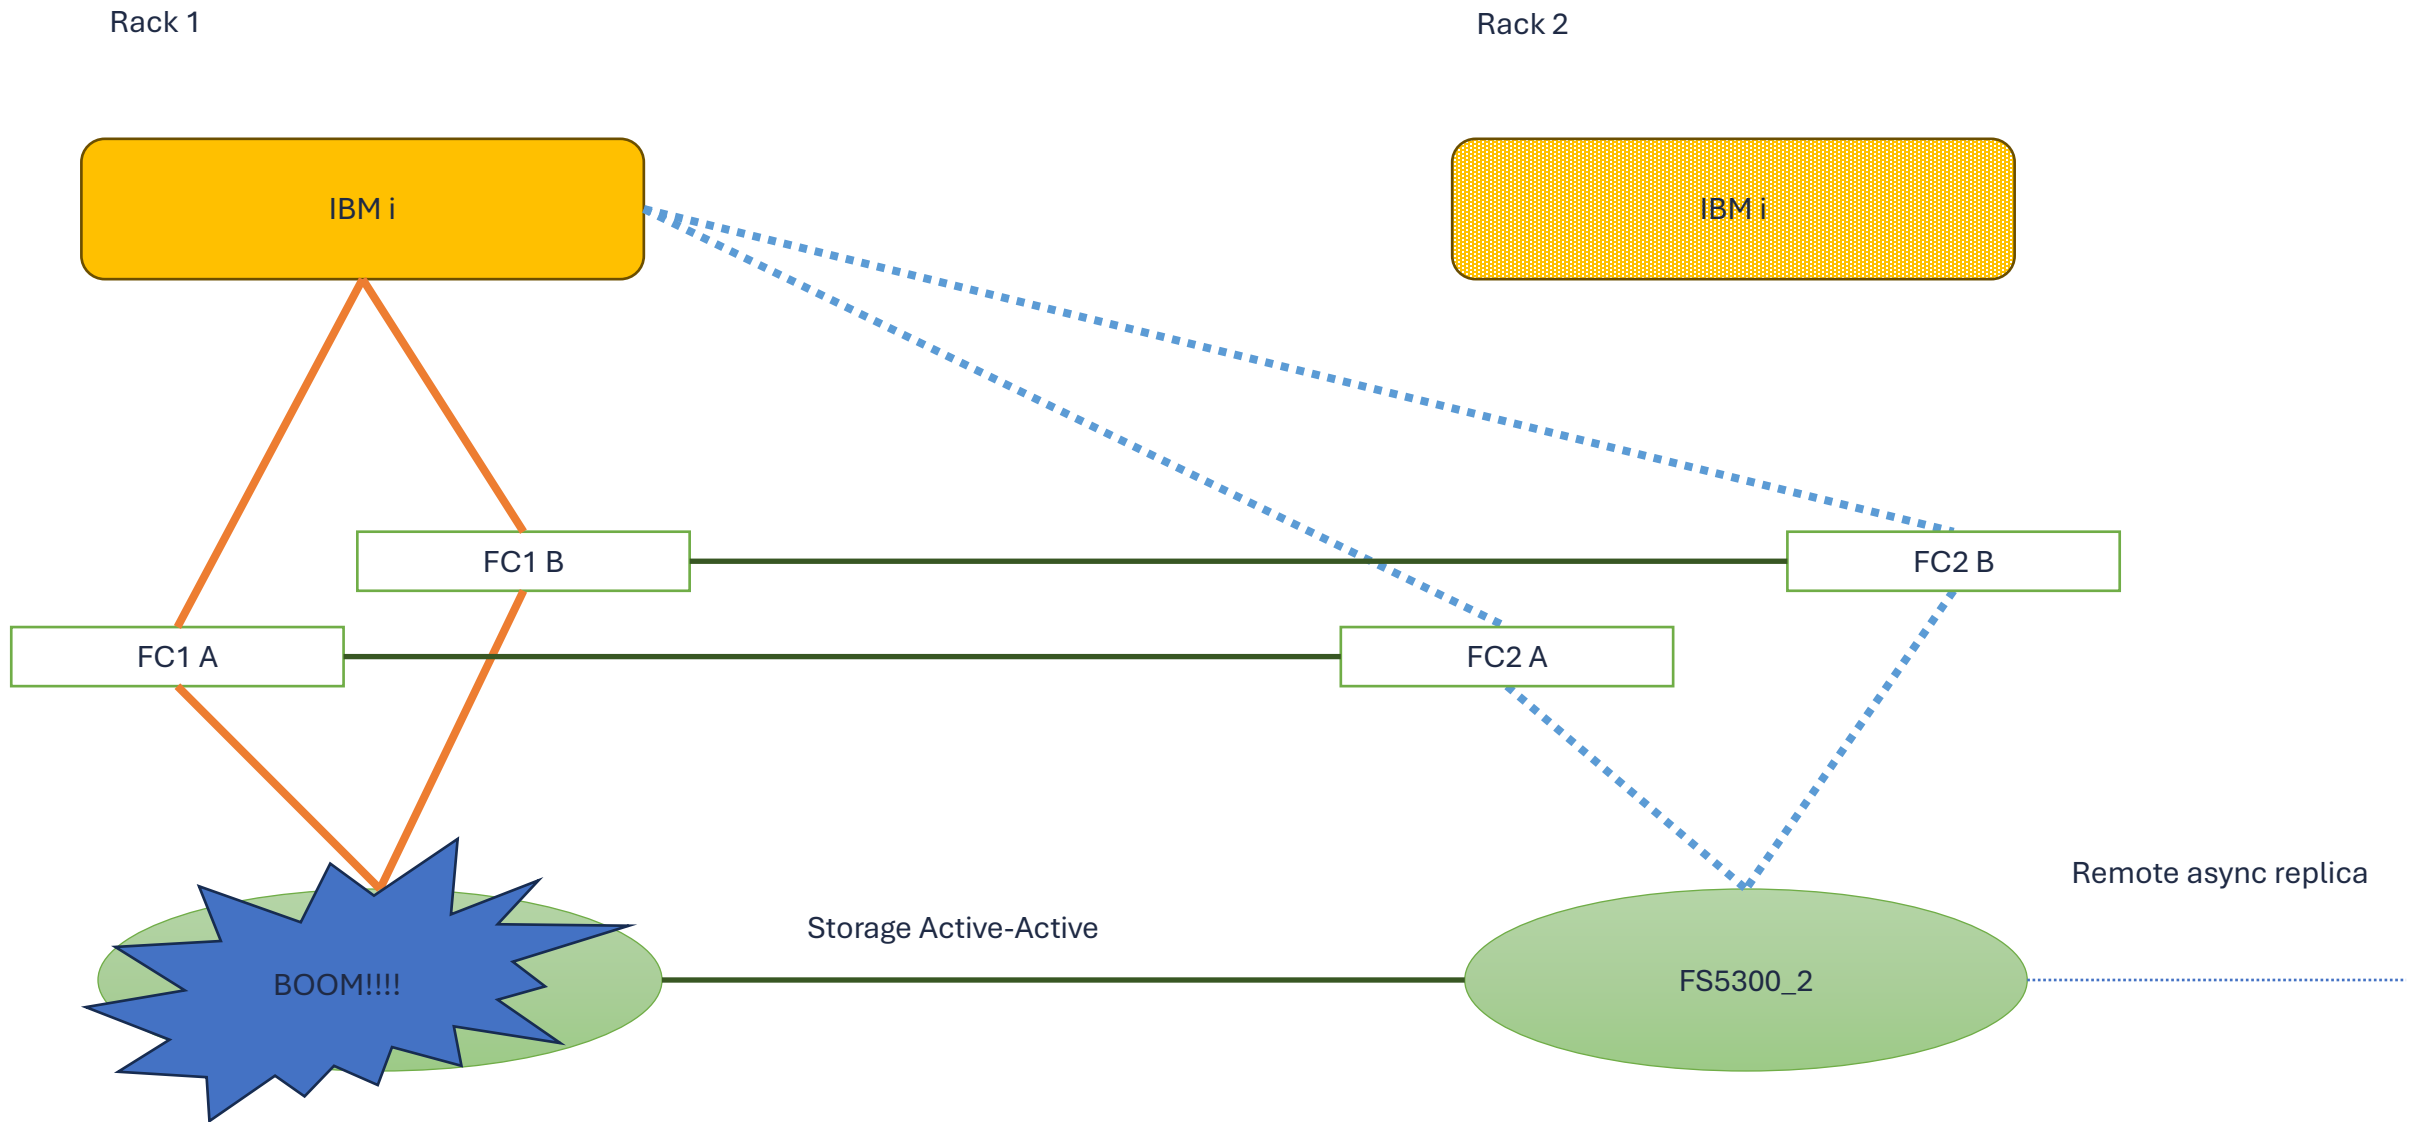 Rack 1
Rack 2
IBM i
IBM i
FC1 B
FC2 B
FC1 A
FC2 A
Remote async replica
Storage Active-Active
BOOM!!!!
FS5300_2